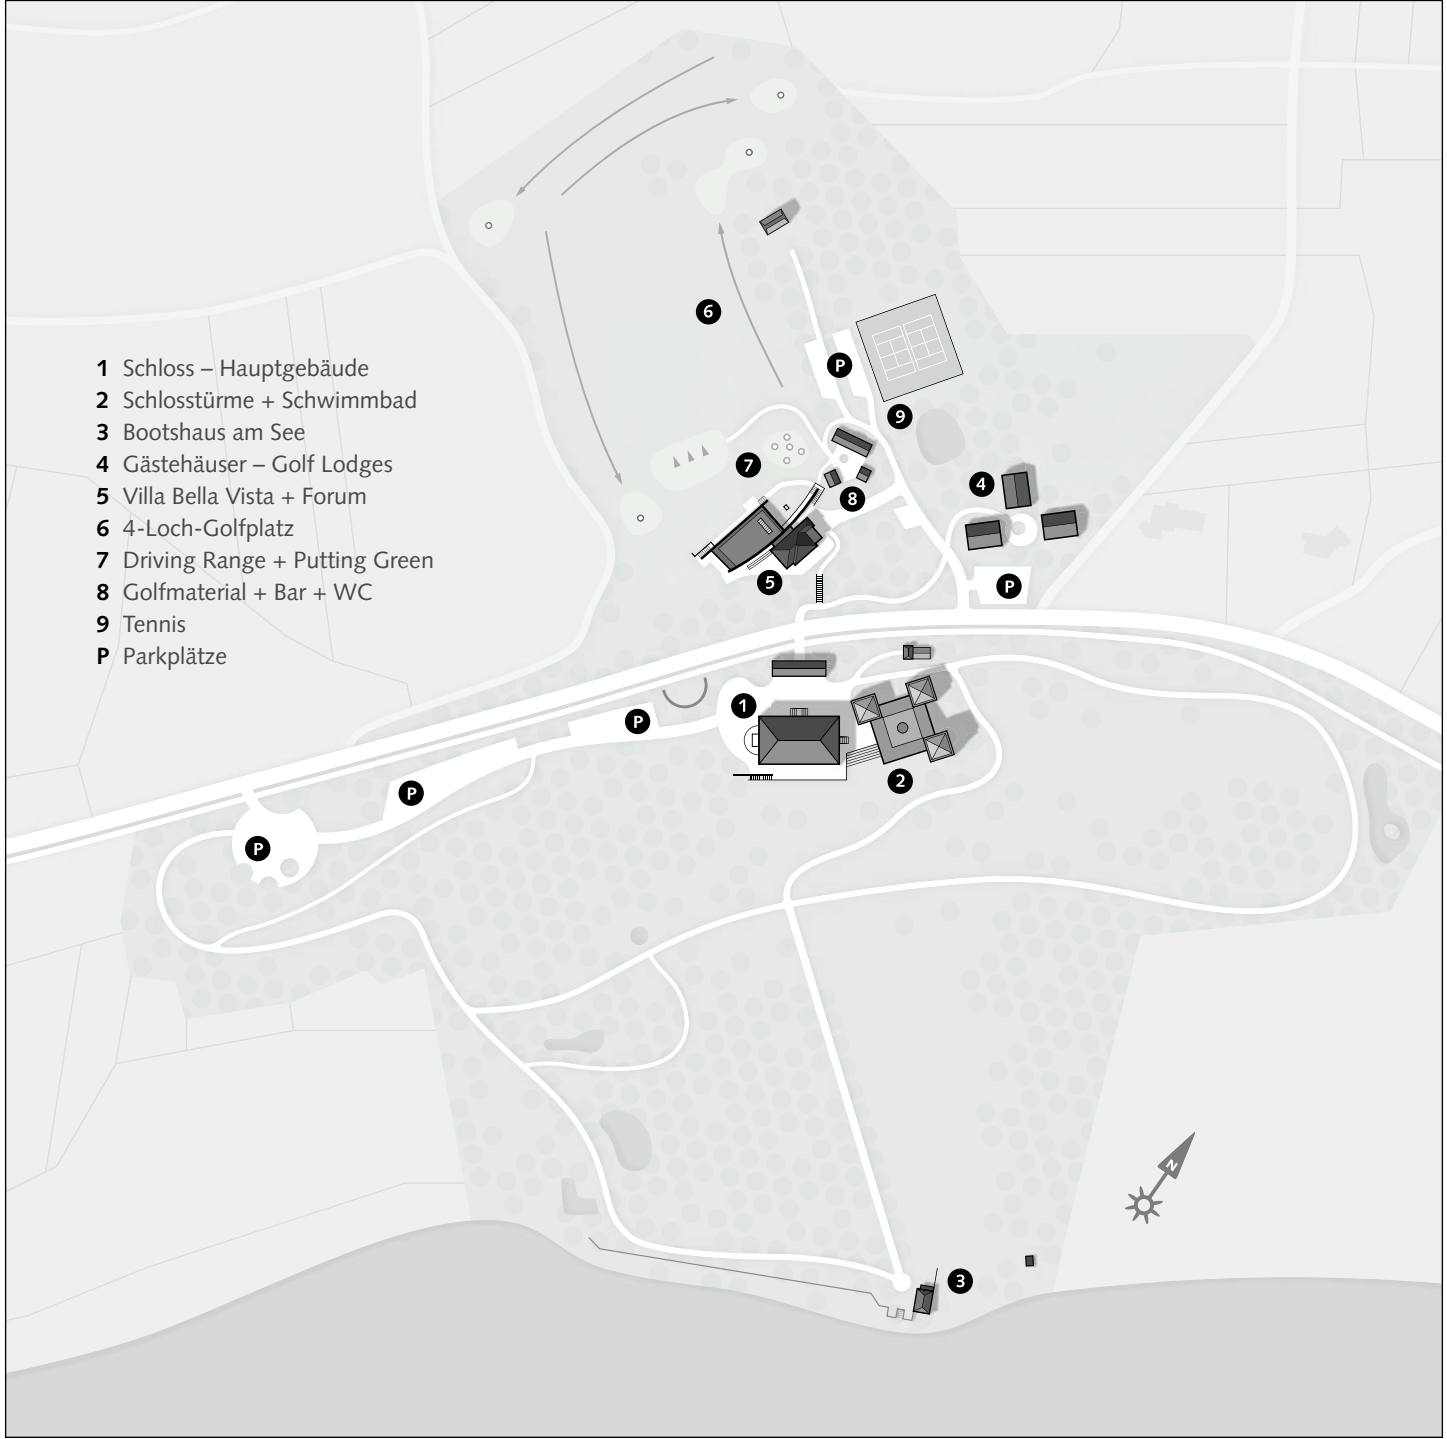 6
P
9
1 Schloss – Hauptgebäude
2 Schlosstürme + Schwimmbad
3 Bootshaus am See
4 Gästehäuser – Golf Lodges
5 Villa Bella Vista + Forum
6 4-Loch-Golfplatz
7 Driving Range + Putting Green
8 Golfmaterial + Bar + WC
9 Tennis
P Parkplätze
7
4
8
5
P
1
P
2
P
P
N
3